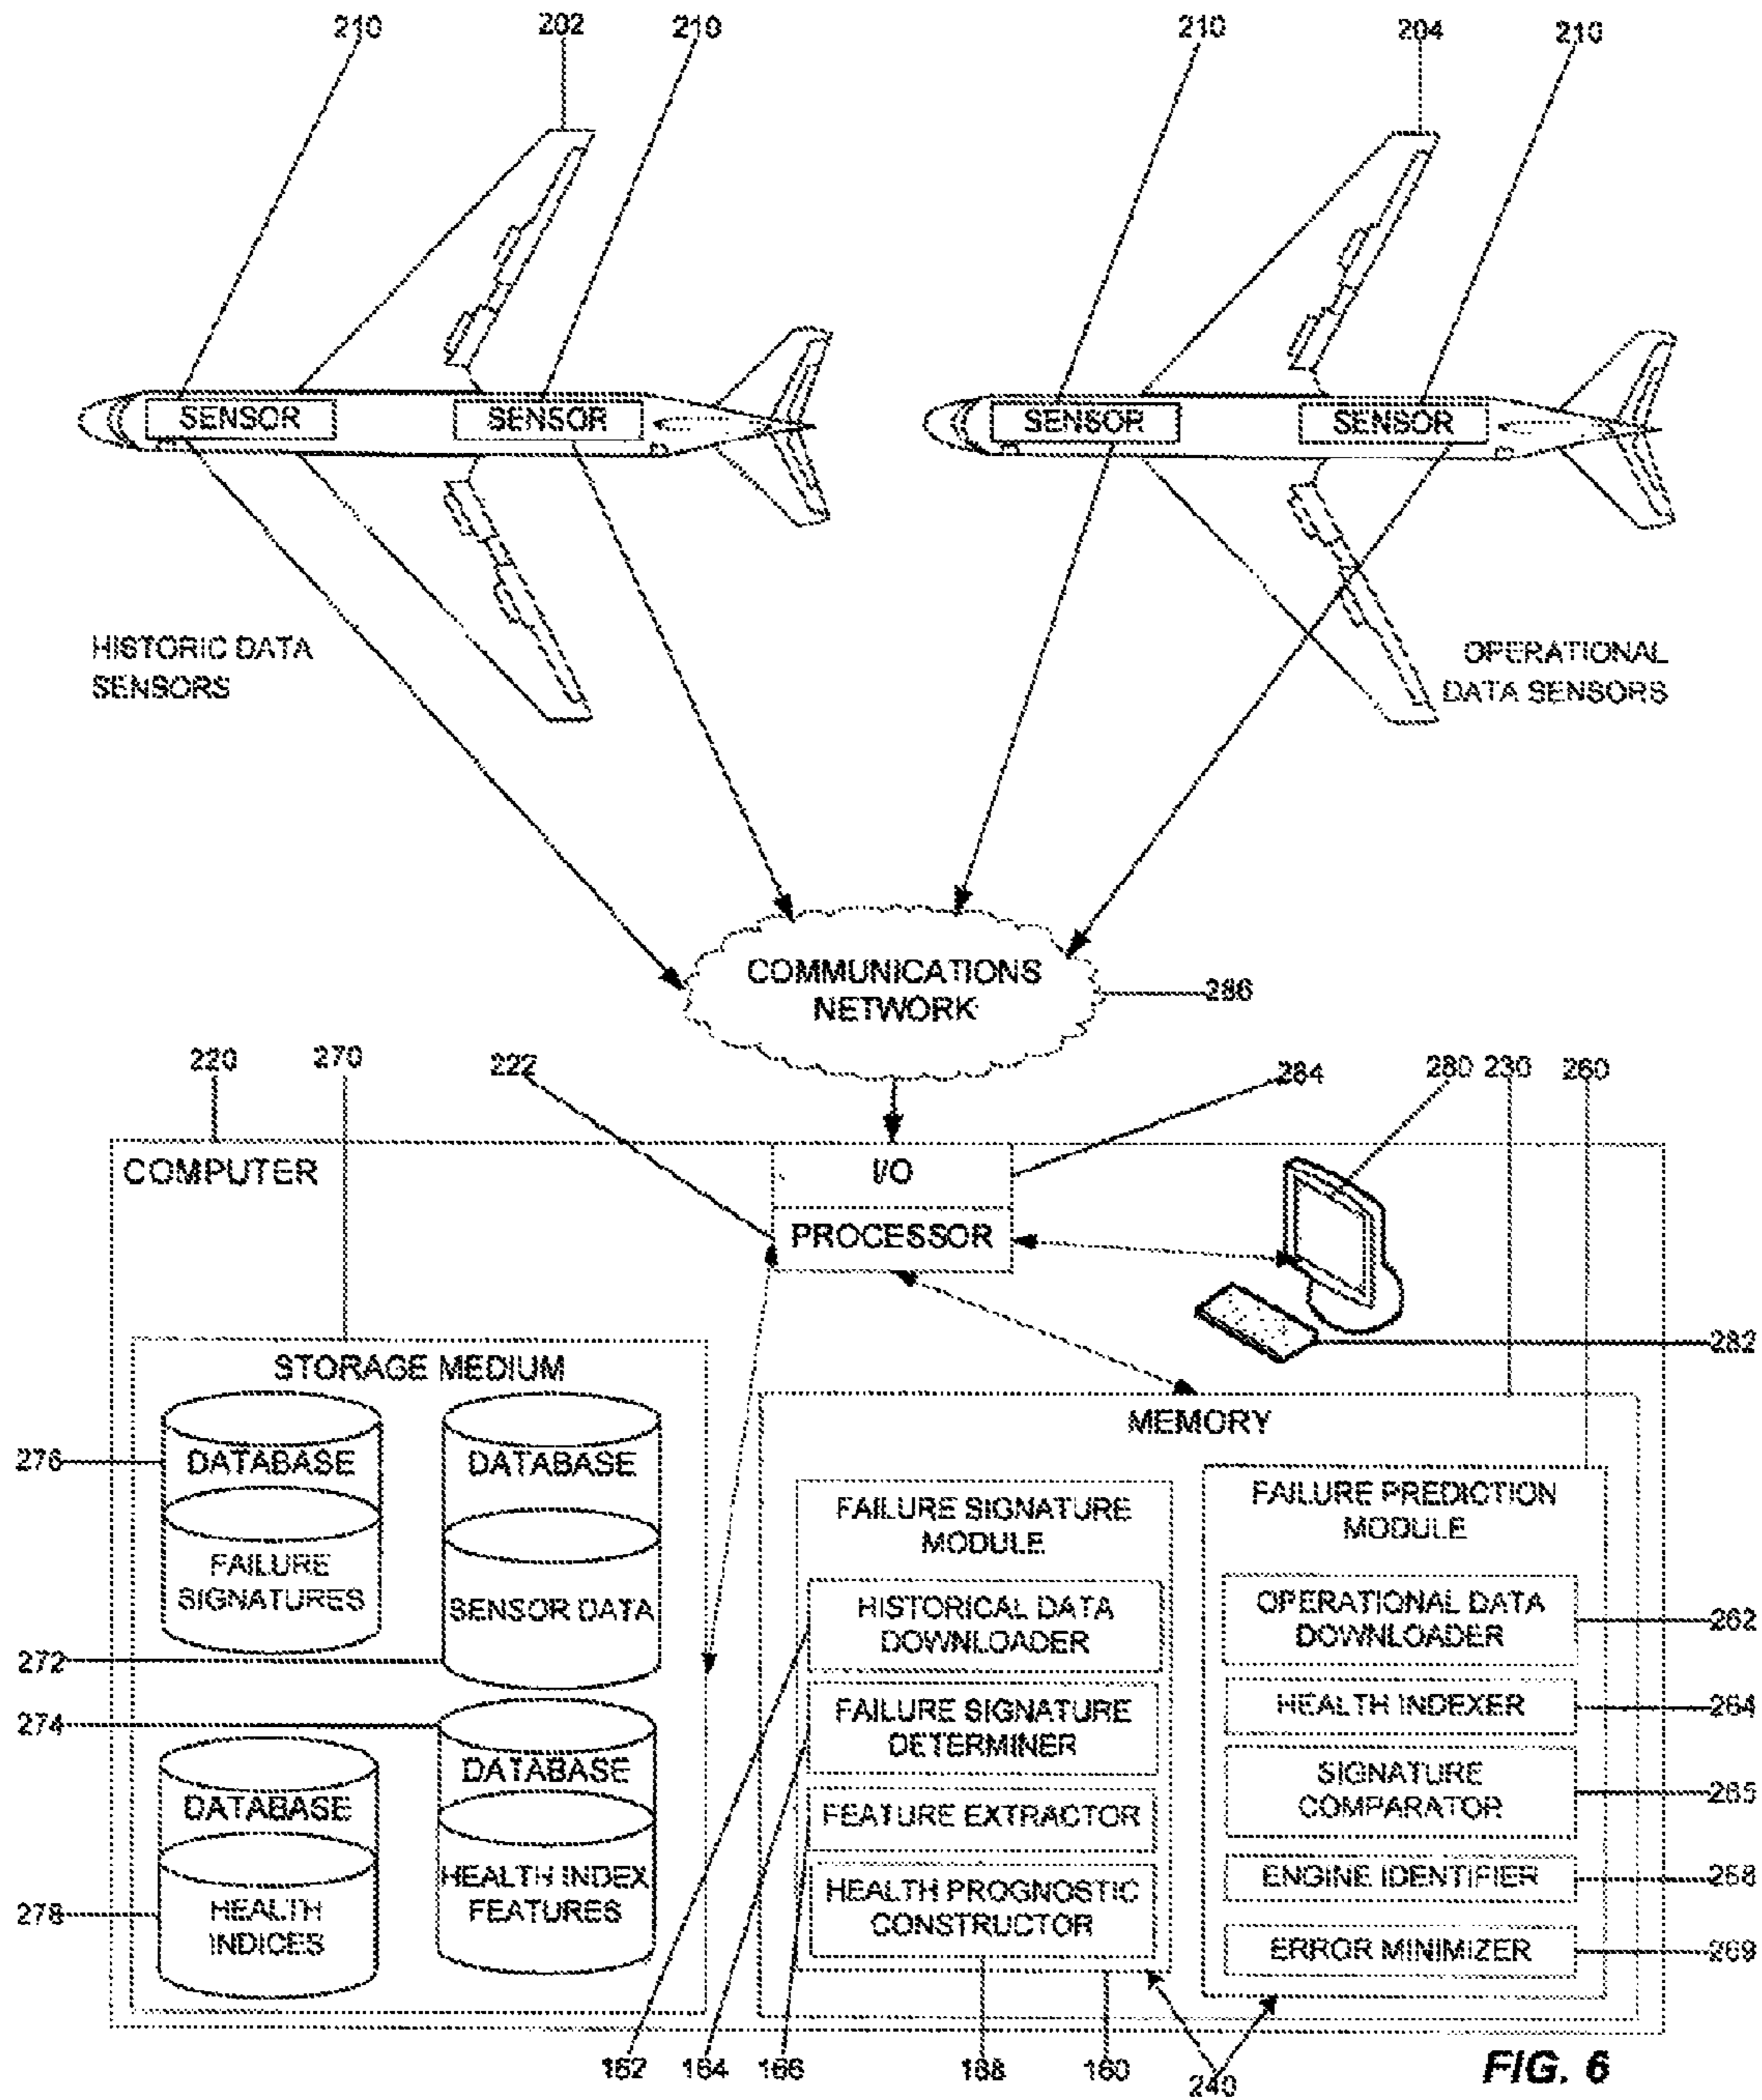 210 202 210 210 204 210
SENSOR SENSOR SENSOR SENSOR
HISTORIC DATA
SENSORS
OPERATIONAL
DATA SENSORS
COMMUNICATIONS
NETWORK
286
220 270 222 284 280 230 260
COMPUTER
I/O
PROCESSOR
282
STORAGE MEDIUM
276
DATABASE
FAILURE
SIGNATURES
DATABASE
SENSOR DATA
272
274
DATABASE
HEALTH INDEX
FEATURES
278
DATABASE
HEALTH
INDICES
MEMORY
FAILURE SIGNATURE
MODULE
HISTORICAL DATA
DOWNLOADER
FAILURE SIGNATURE
DETERMINER
FEATURE EXTRACTOR
HEALTH PROGNOSTIC
CONSTRUCTOR
FAILURE PREDICTION
MODULE
OPERATIONAL DATA
DOWNLOADER
262
HEALTH INDEXER
264
SIGNATURE
COMPARATOR
265
ENGINE IDENTIFIER
268
ERROR MINIMIZER
269
162 164 166 168 160 240
FIG. 6